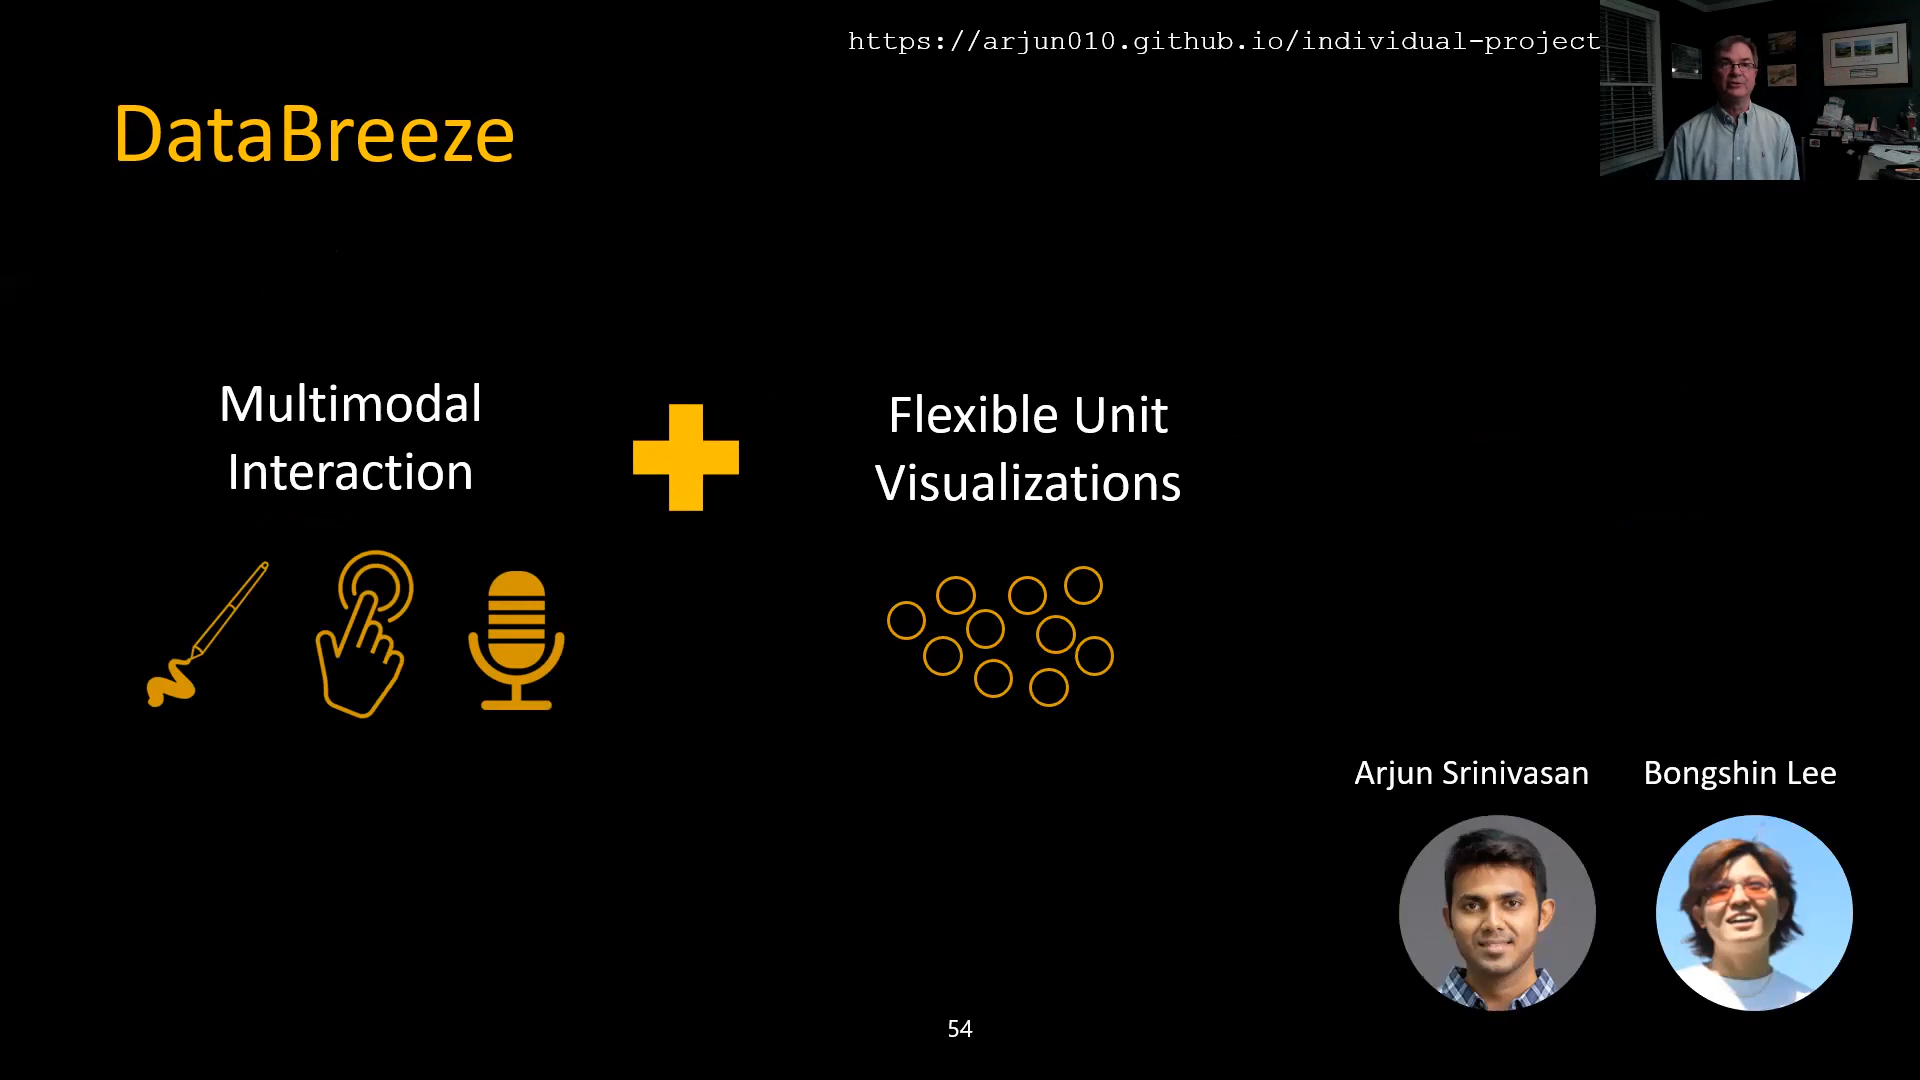 https://arjun010.github.io/individual-project
DataBreeze
Multimodal
Interaction
Flexible Unit
Visualizations
Arjun Srinivasan
Bongshin Lee
54